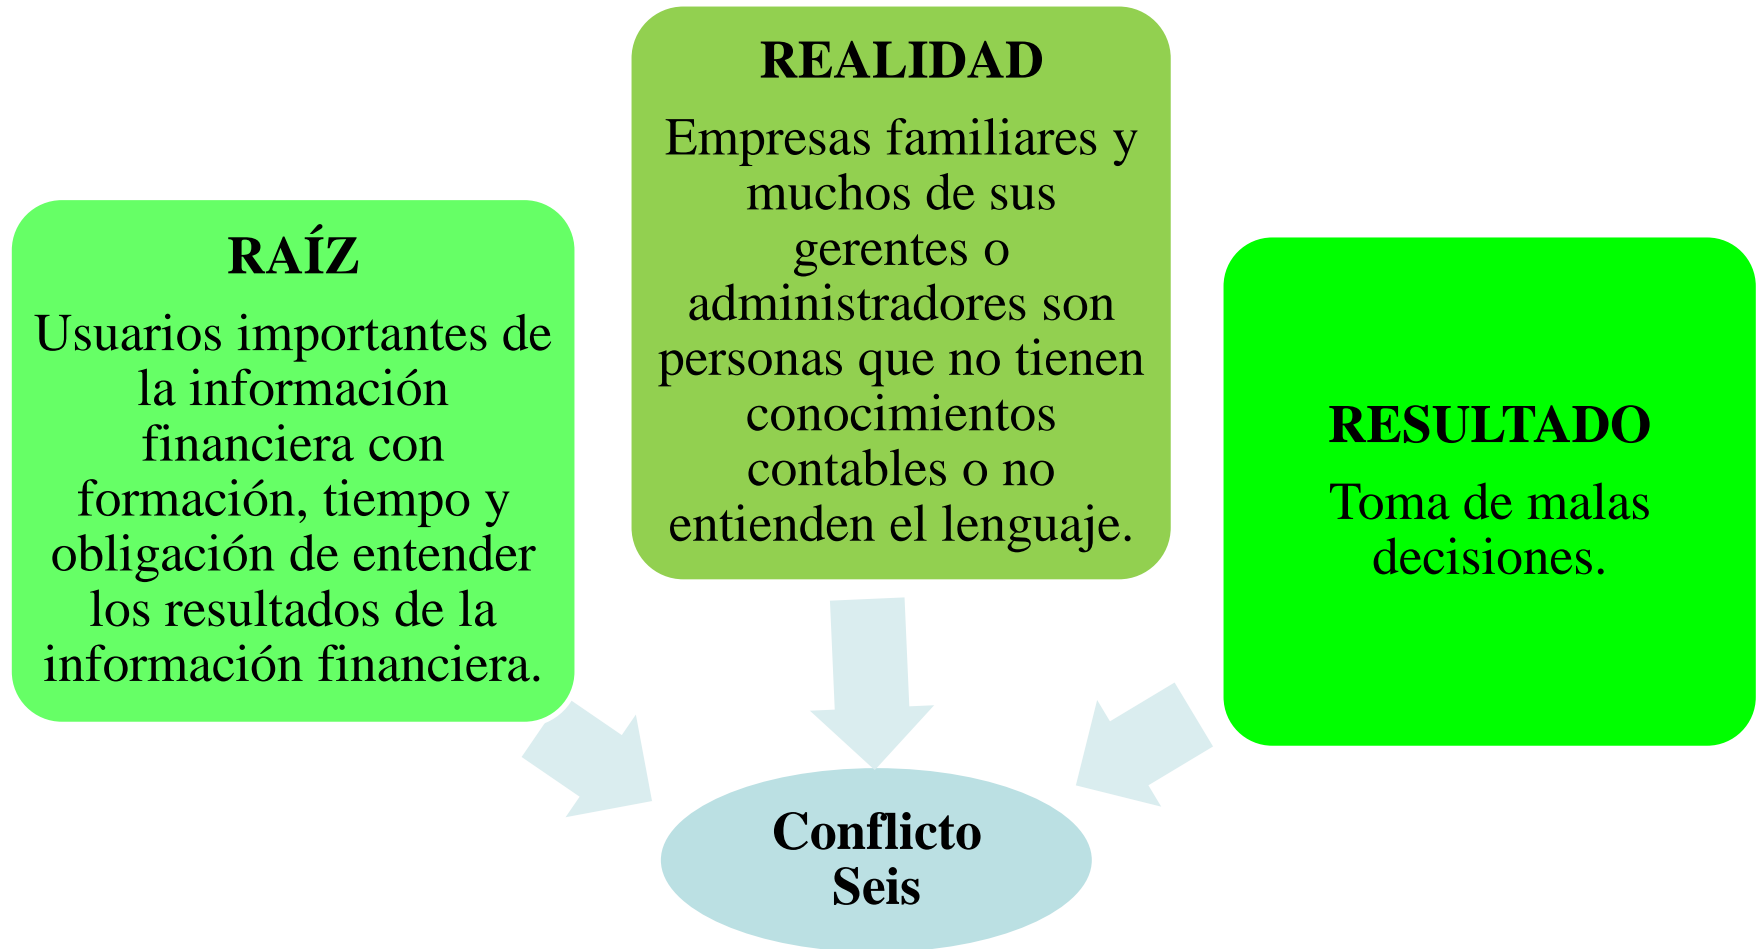 RAÍZ
Usuarios importantes de
la información
financiera con
formación, tiempo y
obligación de entender
los resultados de la
información financiera.
REALIDAD
Empresas familiares y
muchos de sus
gerentes o
administradores son
personas que no tienen
conocimientos
contables o no
entienden el lenguaje.
RESULTADO
Toma de malas
decisiones.
Conflicto
Seis